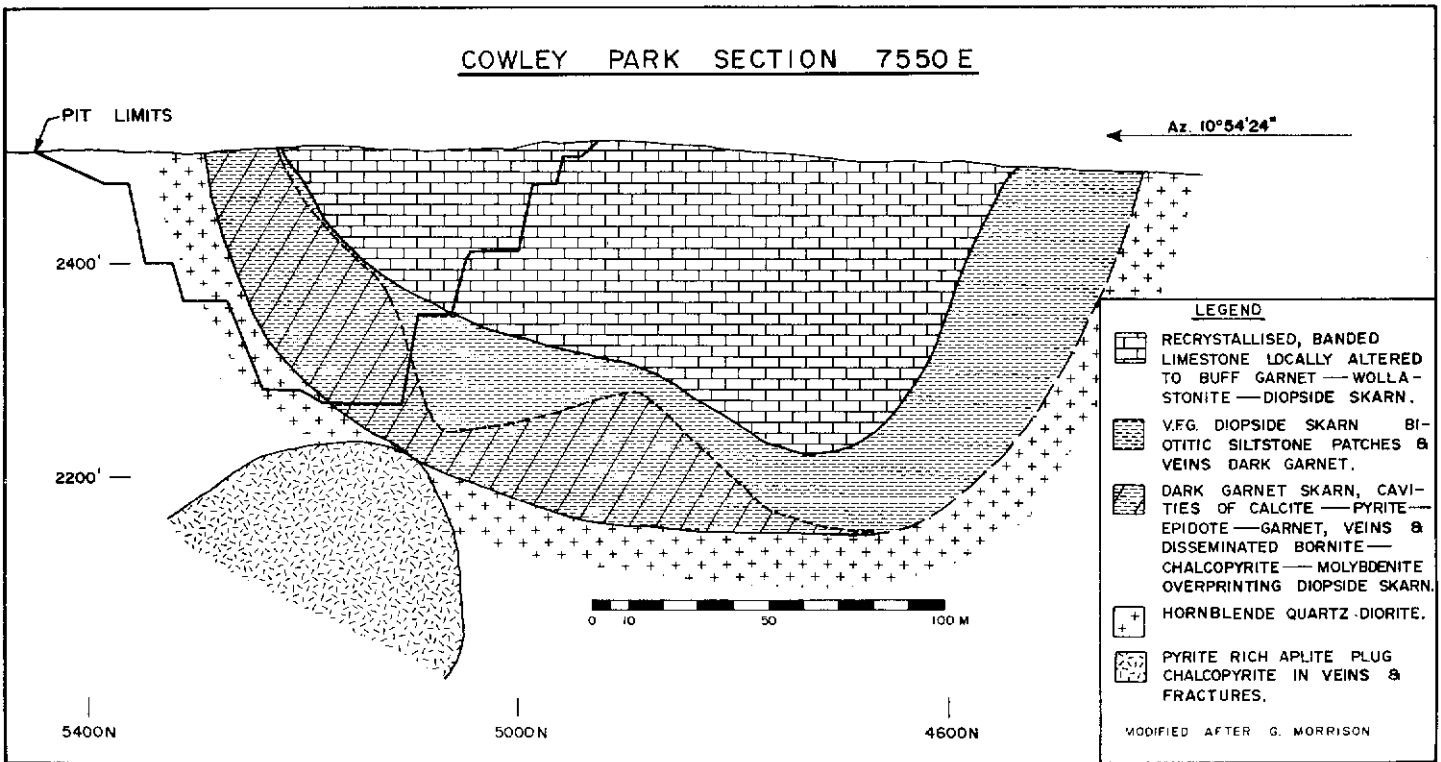 COWLEY PARK SECTION 7550 E
PIT LIMITS
Az. 10°54'24"
2400'
2200'
0 10 50 100 M
5400N 5000N 4600N
LEGEND
RECRYSTALLISED, BANDED
LIMESTONE LOCALLY ALTERED
TO BUFF GARNET — WOLLA-
STONITE — DIOPSIDE SKARN.
V.F.G. DIOPSIDE SKARN BI-
OTITIC SILTSTONE PATCHES &
VEINS DARK GARNET.
DARK GARNET SKARN, CAVI-
TIES OF CALCITE — PYRITE —
EPIDOTE — GARNET, VEINS &
DISSEMINATED BORNITE —
CHALCOPYRITE — MOLYBDENITE
OVERPRINTING DIOPSIDE SKARN.
HORNBLENDE QUARTZ-DIORITE.
PYRITE RICH APLITE PLUG
CHALCOPYRITE IN VEINS &
FRACTURES.
MODIFIED AFTER G. MORRISON